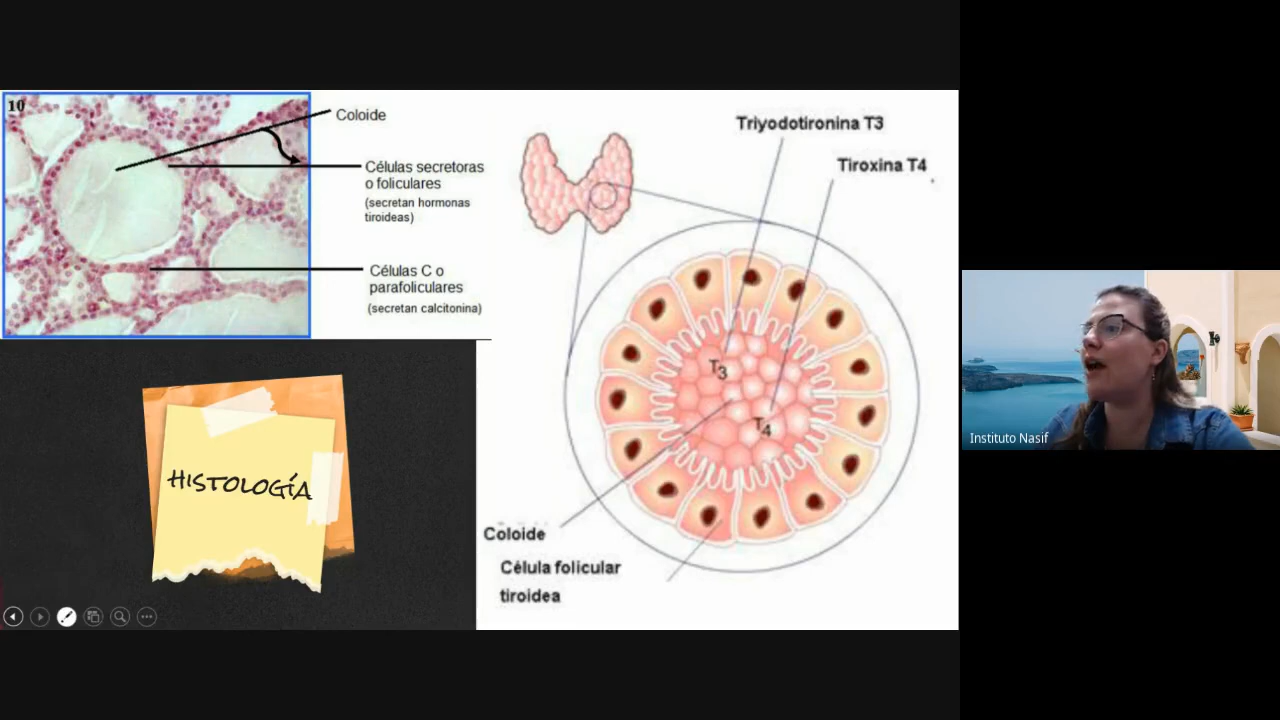 10
Coloide
Células secretoras
o foliculares
(secretan hormonas
tiroideas)
Células C o
parafoliculares
(secretan calcitonina)
HISTOLOGÍA
Triyodotironina T3
Tiroxina T4
T3
T4
Coloide
Célula folicular
tiroidea
Instituto Nasif